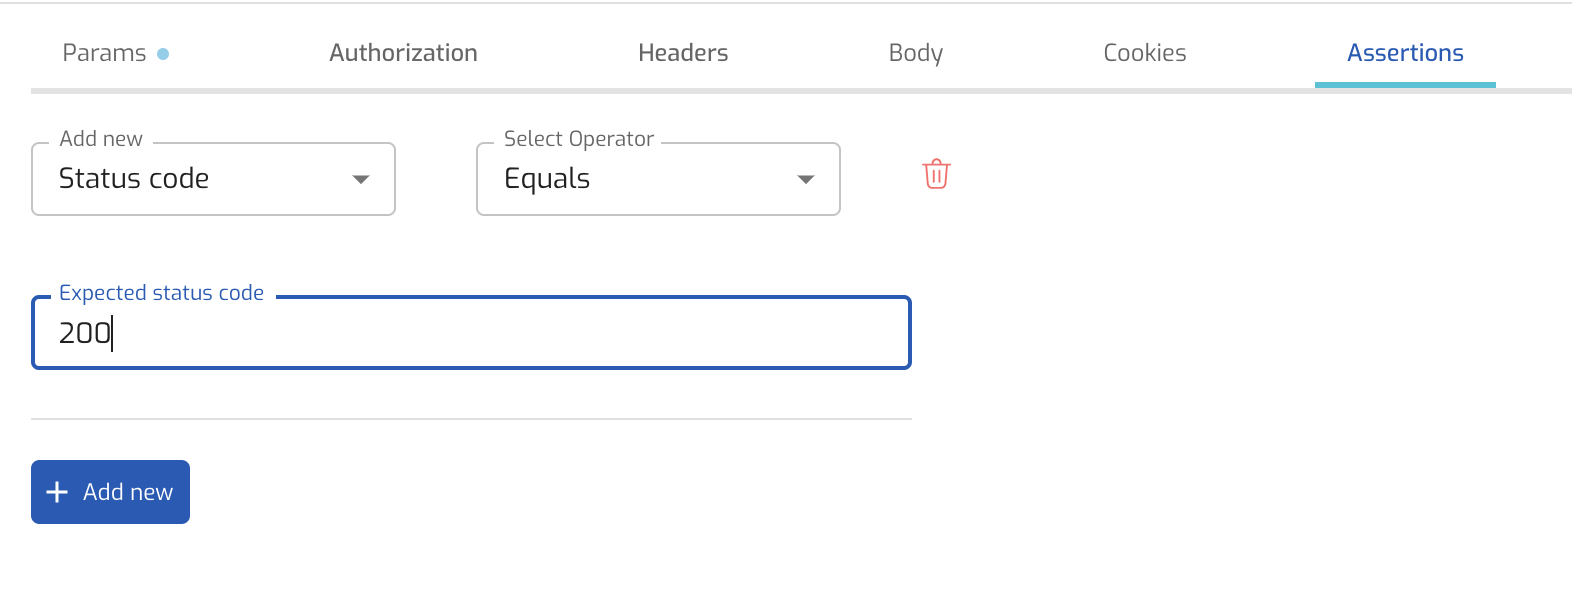 Params Authorization Headers Body Cookies Assertions
Add new Select Operator
Status code Equals
Expected status code
200
Add new